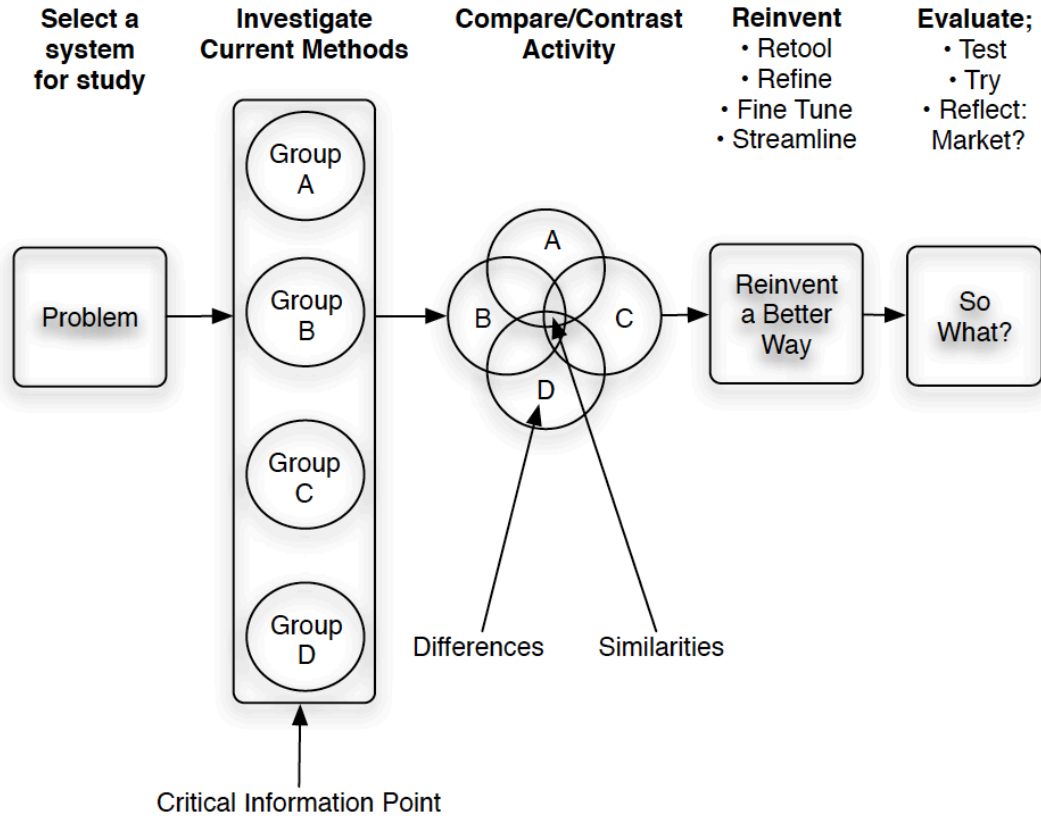 Select a
system
for study
Investigate
Current Methods
Compare/Contrast
Activity
Reinvent
• Retool
• Refine
• Fine Tune
• Streamline
Evaluate;
• Test
• Try
• Reflect:
Market?
Problem
Group
A
Group
B
Group
C
Group
D
A
B
C
D
Reinvent
a Better
Way
So
What?
Differences
Similarities
Critical Information Point